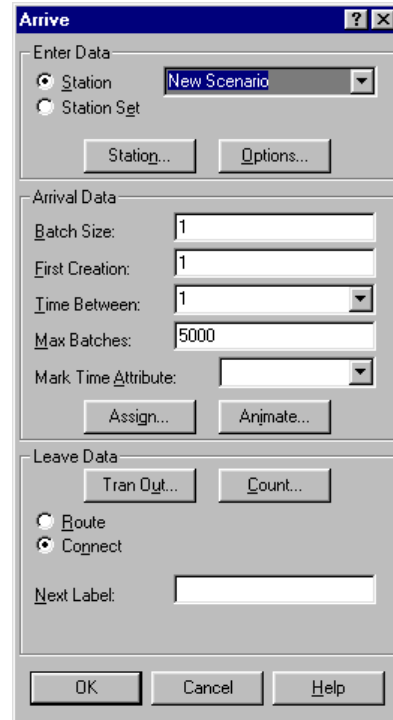 Arrive
Enter Data
Station New Scenario
Station Set
Station... Options...
Arrival Data
Batch Size: 1
First Creation: 1
Time Between: 1
Max Batches: 5000
Mark Time Attribute:
Assign... Animate...
Leave Data
Tran Out... Count...
Route
Connect
Next Label:
OK Cancel Help